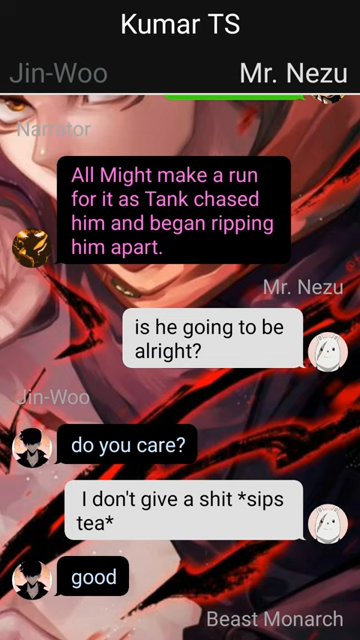 Kumar TS
Jin-Woo
Mr. Nezu
Narrator
All Might make a run
for it as Tank chased
him and began ripping
him apart.
Mr. Nezu
is he going to be
alright?
Jin-Woo
do you care?
I don't give a shit *sips
tea*
good
Beast Monarch